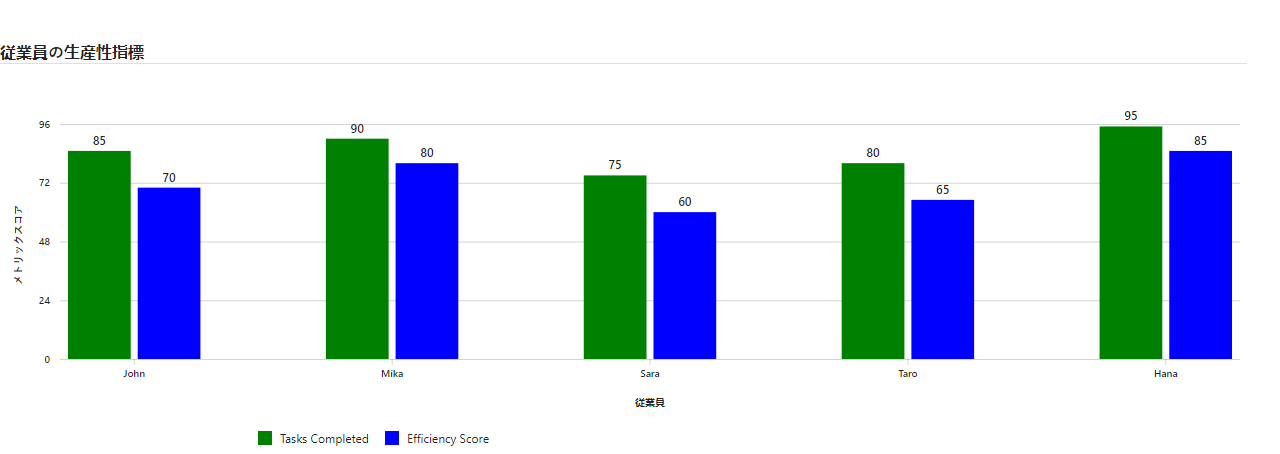 従業員の生産性指標
96
72
48
24
0
メトリックスコア
85
70
90
80
75
60
80
65
95
85
John
Mika
Sara
Taro
Hana
従業員
Tasks Completed
Efficiency Score